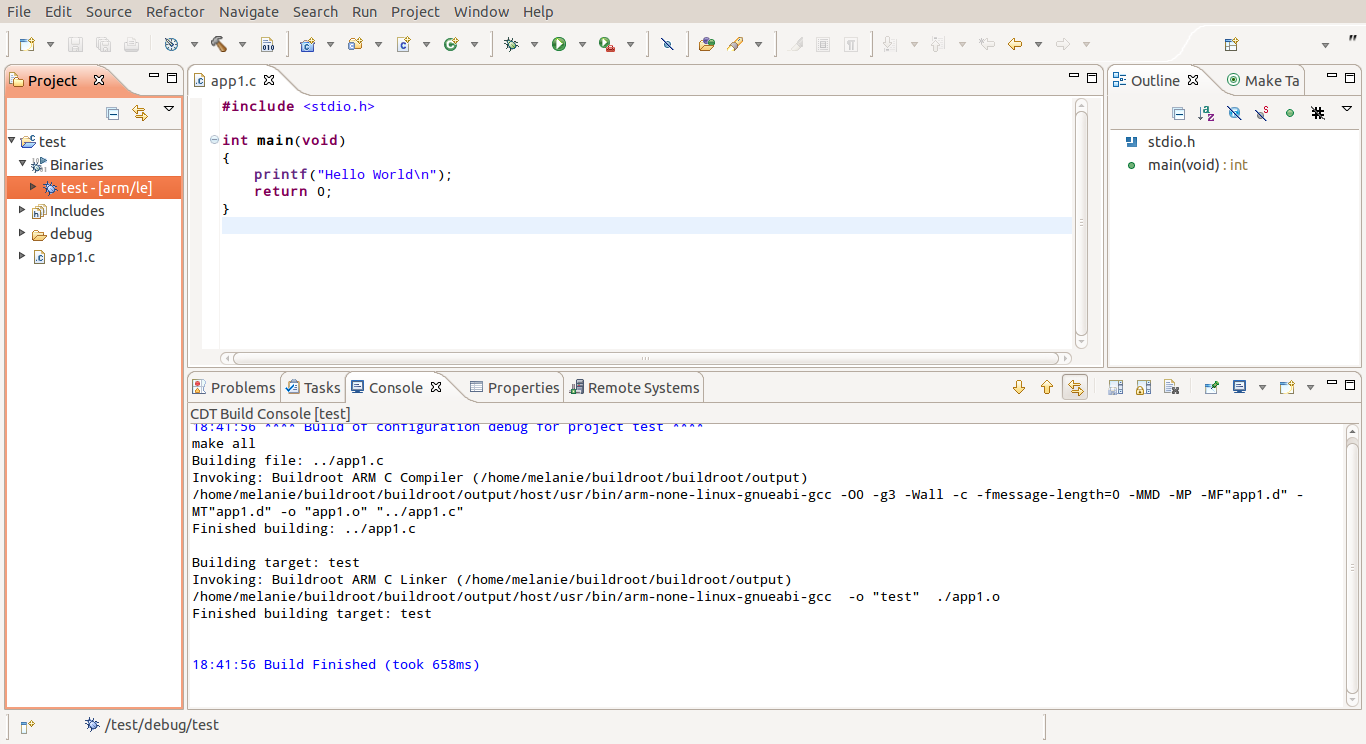 File Edit Source Refactor Navigate Search Run Project Window Help
010
"
Project
test
Binaries
test - [arm/le]
Includes
debug
app1.c
app1.c
#include <stdio.h>
int main(void)
{
printf("Hello World\n");
return 0;
}
Outline Make Ta
stdio.h
main(void) : int
Problems Tasks Console Properties Remote Systems
CDT Build Console [test]
18:41:56 **** Build of configuration debug for project test ****
make all
Building file: ../app1.c
Invoking: Buildroot ARM C Compiler (/home/melanie/buildroot/buildroot/output)
/home/melanie/buildroot/buildroot/output/host/usr/bin/arm-none-linux-gnueabi-gcc -O0 -g3 -Wall -c -fmessage-length=0 -MMD -MP -MF"app1.d" -
MT"app1.d" -o "app1.o" "../app1.c"
Finished building: ../app1.c
Building target: test
Invoking: Buildroot ARM C Linker (/home/melanie/buildroot/buildroot/output)
/home/melanie/buildroot/buildroot/output/host/usr/bin/arm-none-linux-gnueabi-gcc  -o "test"  ./app1.o
Finished building target: test
18:41:56 Build Finished (took 658ms)
/test/debug/test